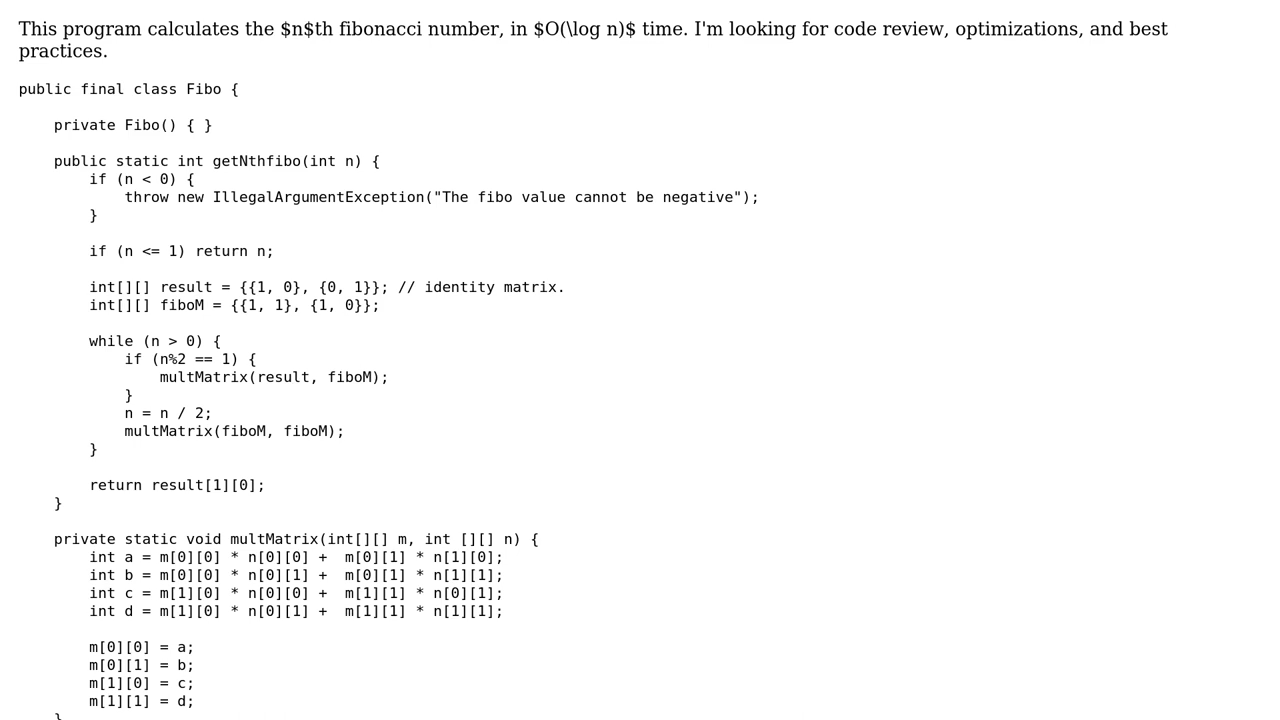 This program calculates the $n$th fibonacci number, in $O(\log n)$ time. I'm looking for code review, optimizations, and best
practices.
public final class Fibo {
    private Fibo() { }
    public static int getNthfibo(int n) {
        if (n < 0) {
            throw new IllegalArgumentException("The fibo value cannot be negative");
        }
        if (n <= 1) return n;
        int[][] result = {{1, 0}, {0, 1}}; // identity matrix.
        int[][] fiboM = {{1, 1}, {1, 0}};
        while (n > 0) {
            if (n%2 == 1) {
                multMatrix(result, fiboM);
            }
            n = n / 2;
            multMatrix(fiboM, fiboM);
        }
        return result[1][0];
    }
    private static void multMatrix(int[][] m, int [][] n) {
        int a = m[0][0] * n[0][0] +  m[0][1] * n[1][0];
        int b = m[0][0] * n[0][1] +  m[0][1] * n[1][1];
        int c = m[1][0] * n[0][0] +  m[1][1] * n[0][1];
        int d = m[1][0] * n[0][1] +  m[1][1] * n[1][1];
        m[0][0] = a;
        m[0][1] = b;
        m[1][0] = c;
        m[1][1] = d;
    }